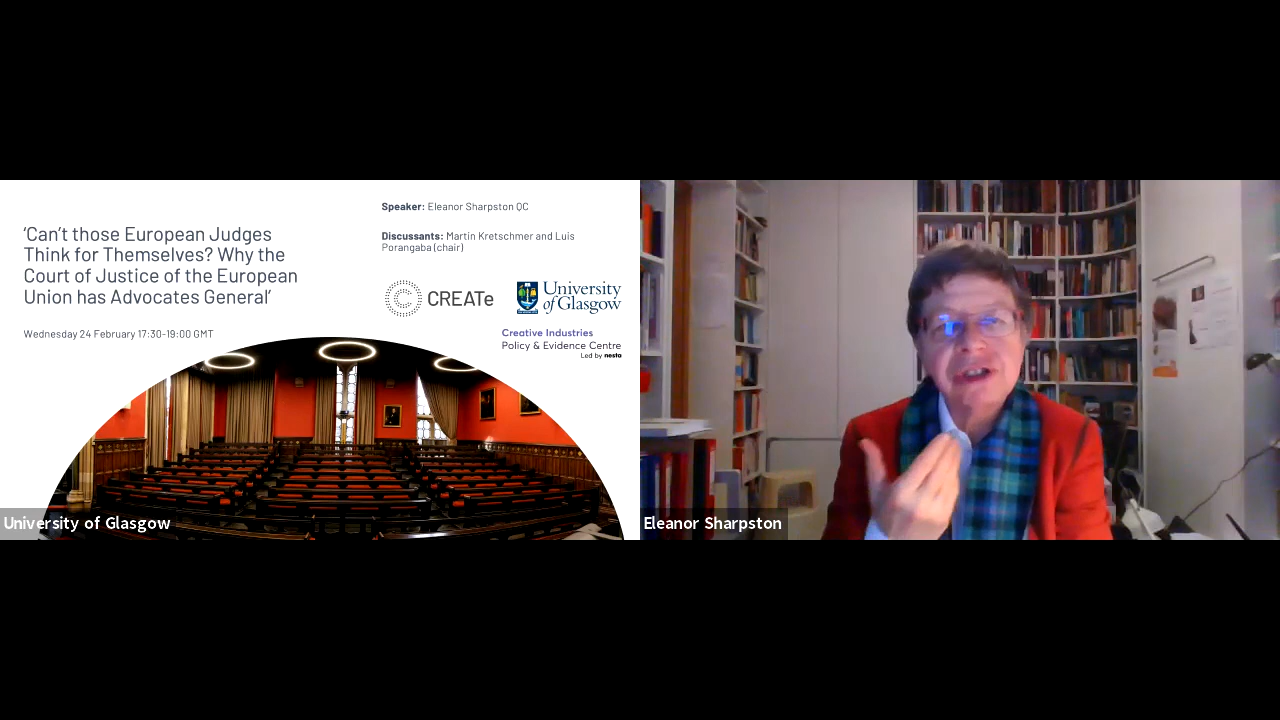 ‘Can’t those European Judges
Think for Themselves? Why the
Court of Justice of the European
Union has Advocates General’
Wednesday 24 February 17:30-19:00 GMT
Speaker: Eleanor Sharpston QC
Discussants: Martin Kretschmer and Luis
Porangaba (chair)
CREATe
University
of Glasgow
Creative Industries
Policy & Evidence Centre
Led by nesta
University of Glasgow
Eleanor Sharpston